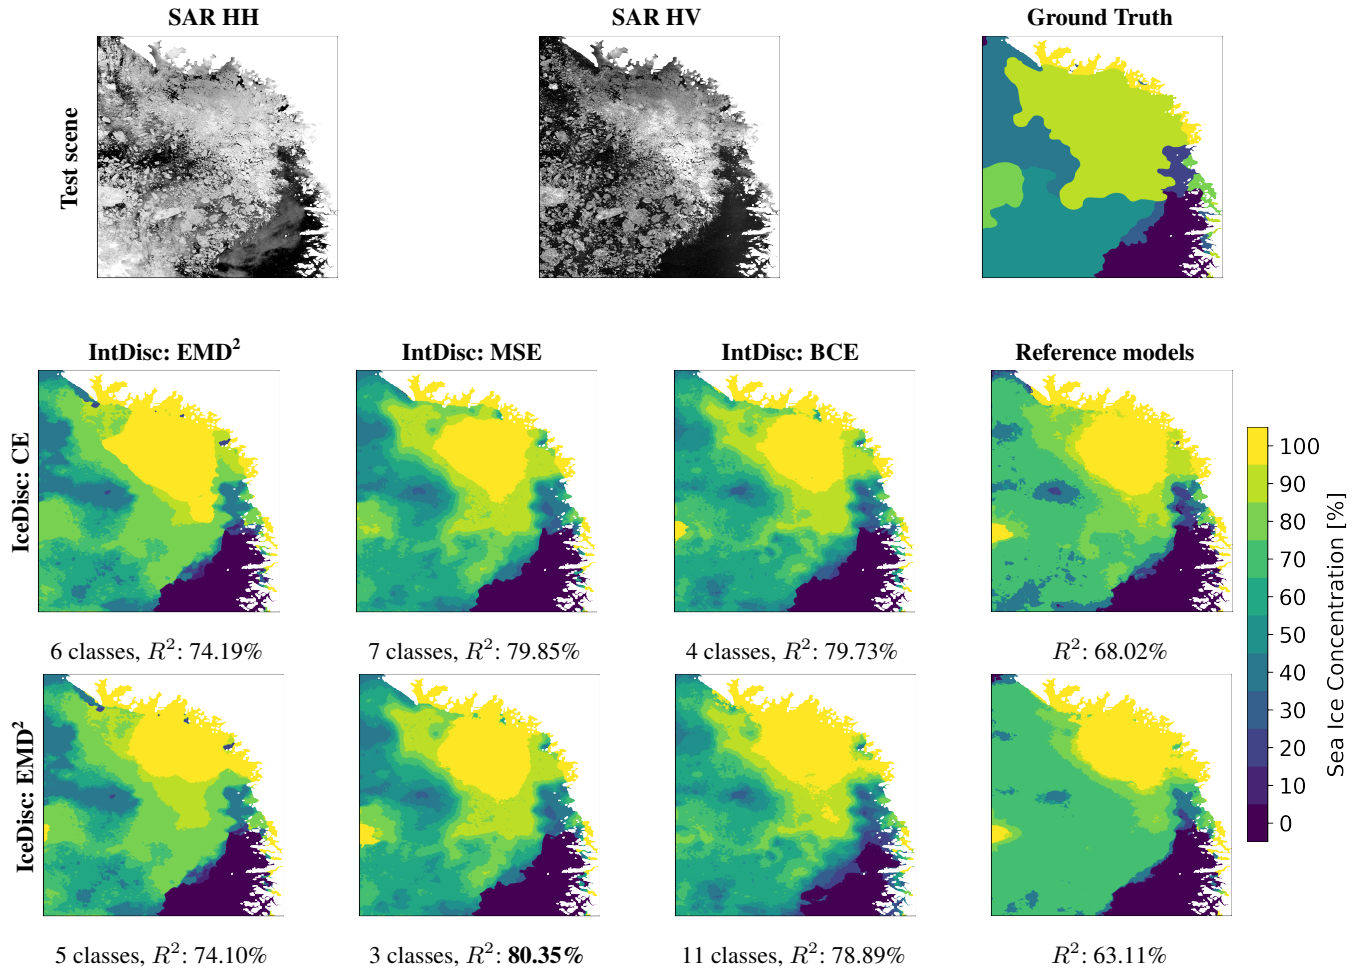 SAR HH
SAR HV
Ground Truth
Test scene
IntDisc: EMD²
IntDisc: MSE
IntDisc: BCE
Reference models
IceDisc: CE
6 classes, R²: 74.19%
7 classes, R²: 79.85%
4 classes, R²: 79.73%
R²: 68.02%
IceDisc: EMD²
5 classes, R²: 74.10%
3 classes, R²: 80.35%
11 classes, R²: 78.89%
R²: 63.11%
100
90
80
70
60
50
40
30
20
10
0
Sea Ice Concentration [%]